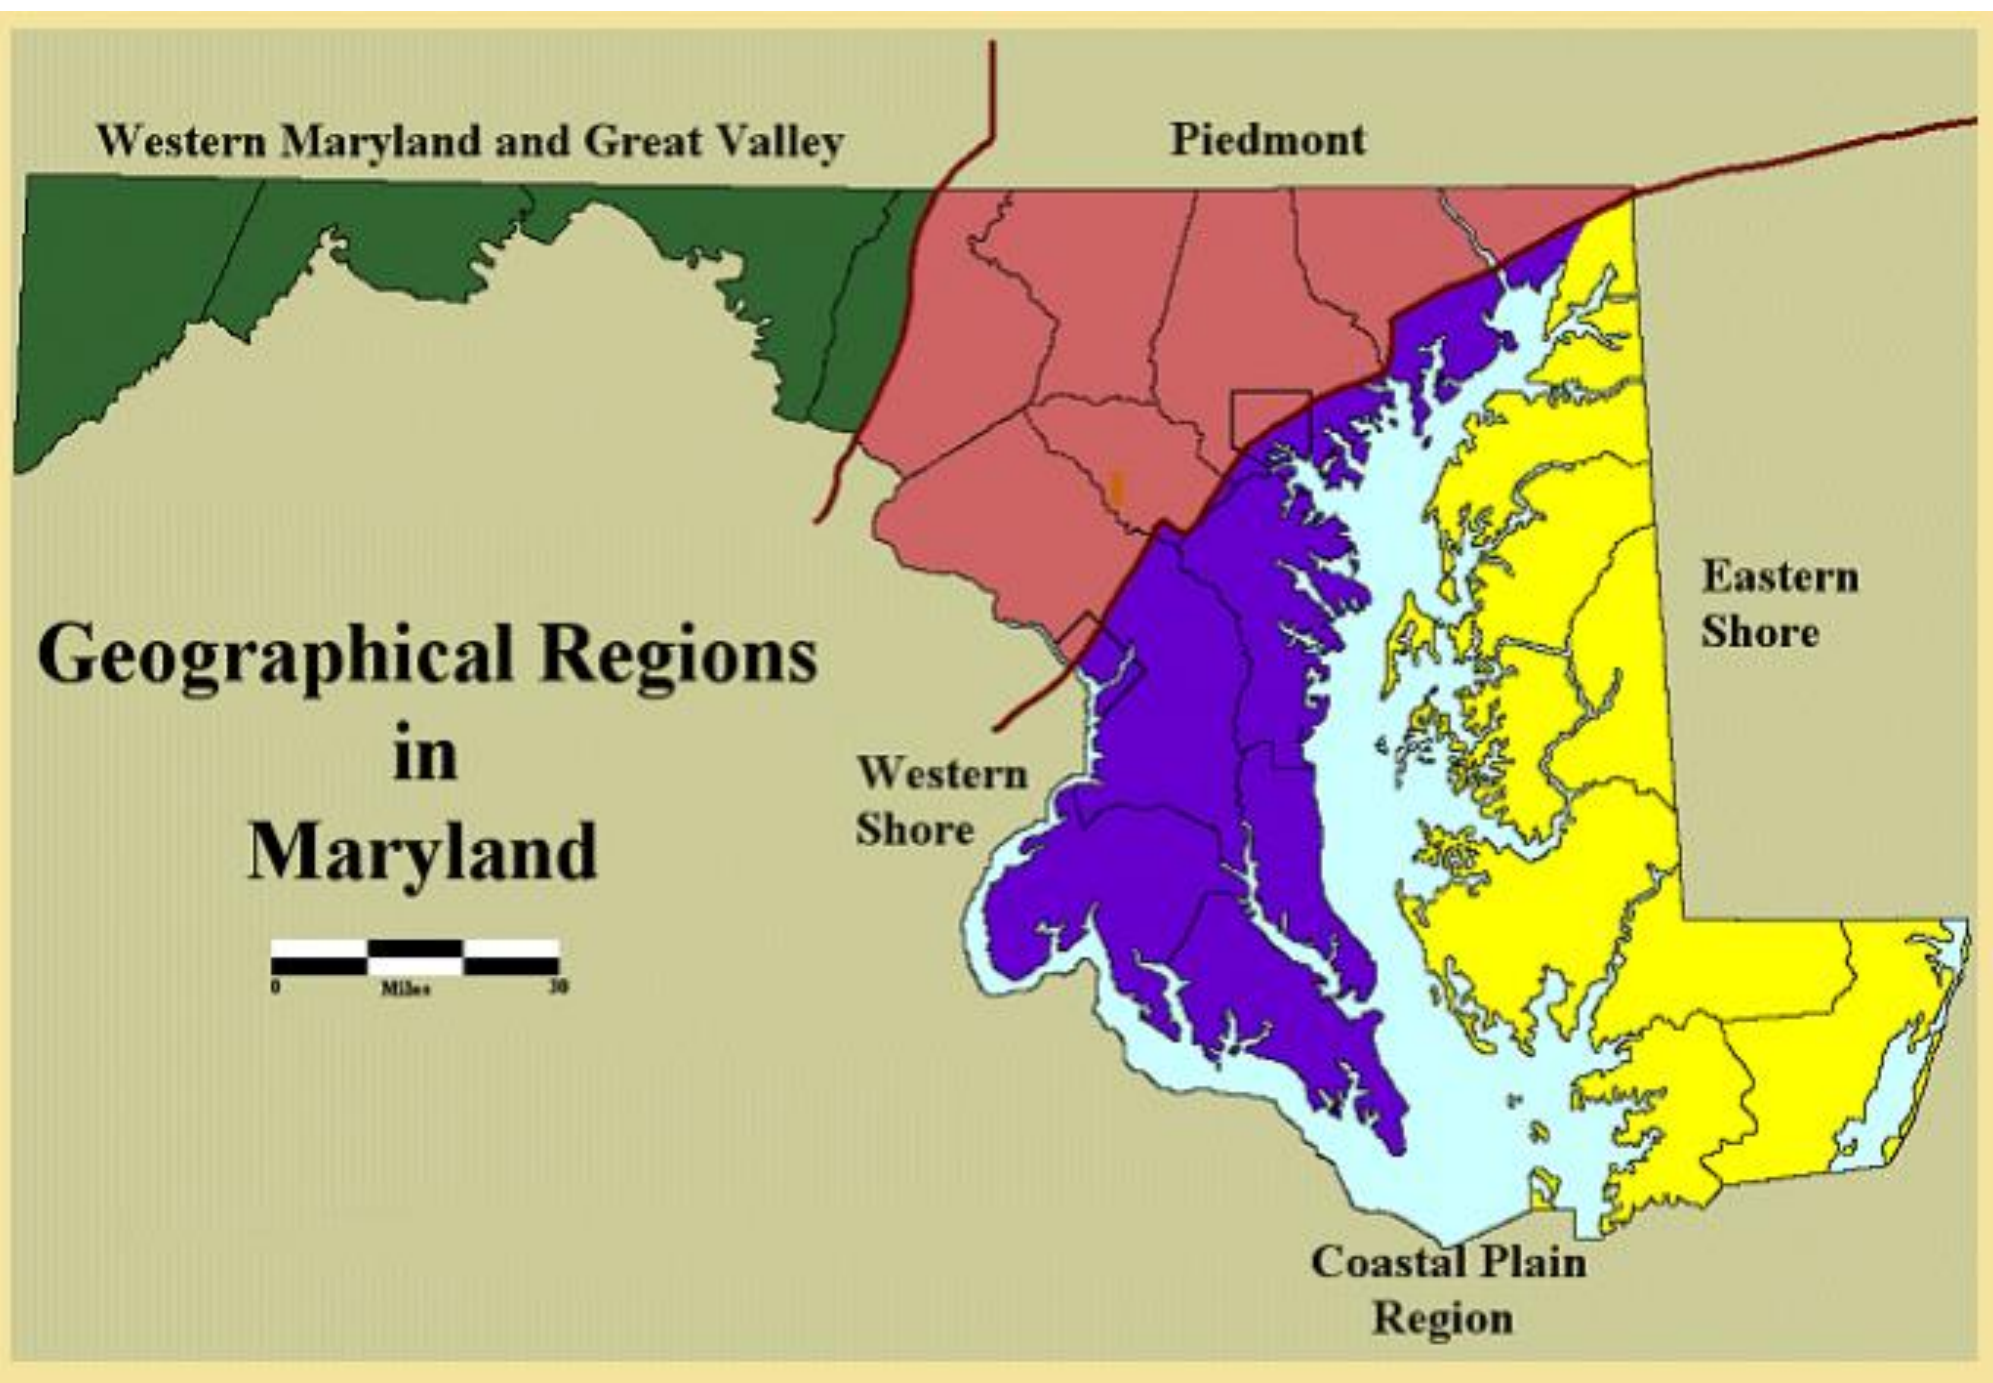 Western Maryland and Great Valley
Piedmont
Eastern
Shore
Geographical Regions
in
Maryland
Western
Shore
0 Miles 30
Coastal Plain
Region